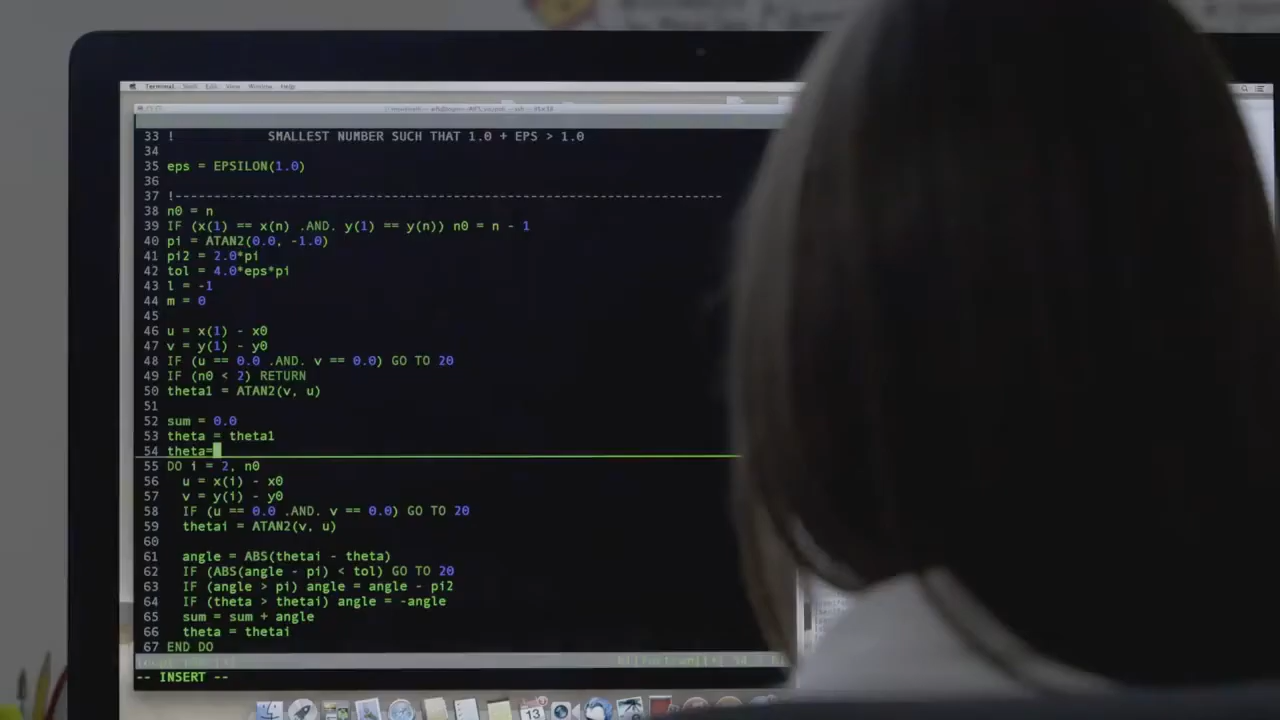 Terminal Shell Edit View Window Help
33 ! SMALLEST NUMBER SUCH THAT 1.0 + EPS > 1.0
34
35 eps = EPSILON(1.0)
36
37 !-----------------------------------------------------------------------
38 n0 = n
39 IF (x(1) == x(n) .AND. y(1) == y(n)) n0 = n - 1
40 pi = ATAN2(0.0, -1.0)
41 pi2 = 2.0*pi
42 tol = 4.0*eps*pi
43 l = -1
44 m = 0
45
46 u = x(1) - x0
47 v = y(1) - y0
48 IF (u == 0.0 .AND. v == 0.0) GO TO 20
49 IF (n0 < 2) RETURN
50 theta1 = ATAN2(v, u)
51
52 sum = 0.0
53 theta = theta1
54 theta=
55 DO i = 2, n0
56 u = x(i) - x0
57 v = y(i) - y0
58 IF (u == 0.0 .AND. v == 0.0) GO TO 20
59 thetai = ATAN2(v, u)
60
61 angle = ABS(thetai - theta)
62 IF (ABS(angle - pi) < tol) GO TO 20
63 IF (angle > pi) angle = angle - pi2
64 IF (theta > thetai) angle = -angle
65 sum = sum + angle
66 theta = thetai
67 END DO
-- INSERT --
13